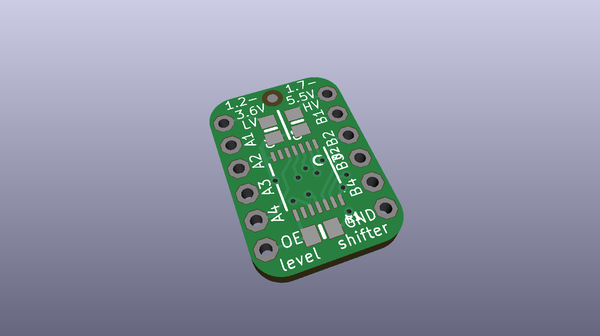 1.2-
3.6V
1.7-
5.5V
LV
HV
A1
B1
A2
B2
A3
A4
B4
OE
GND
level shifter